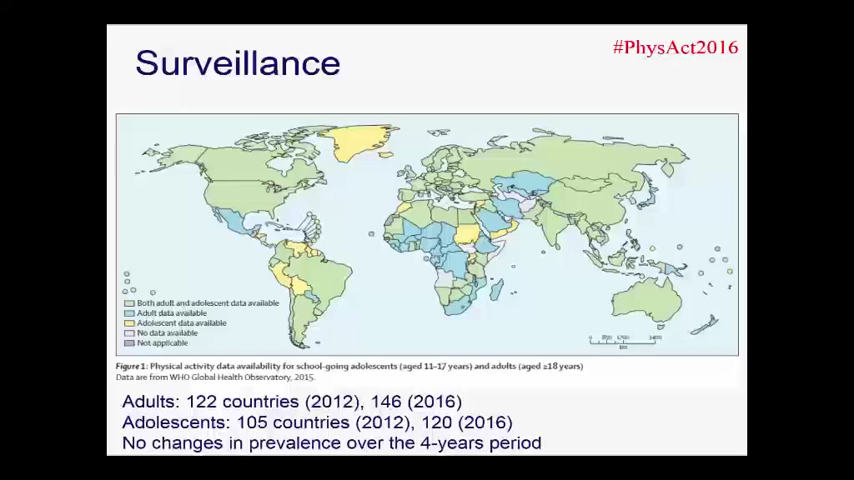 #PhysAct2016
Surveillance
Both adult and adolescent data available
Adult data available
Adolescent data available
No data available
Not applicable
Figure 1: Physical activity data availability for school-going adolescents (aged 11–17 years) and adults (aged ≥18 years)
Data are from WHO Global Health Observatory, 2015.
Adults: 122 countries (2012), 146 (2016)
Adolescents: 105 countries (2012), 120 (2016)
No changes in prevalence over the 4-years period